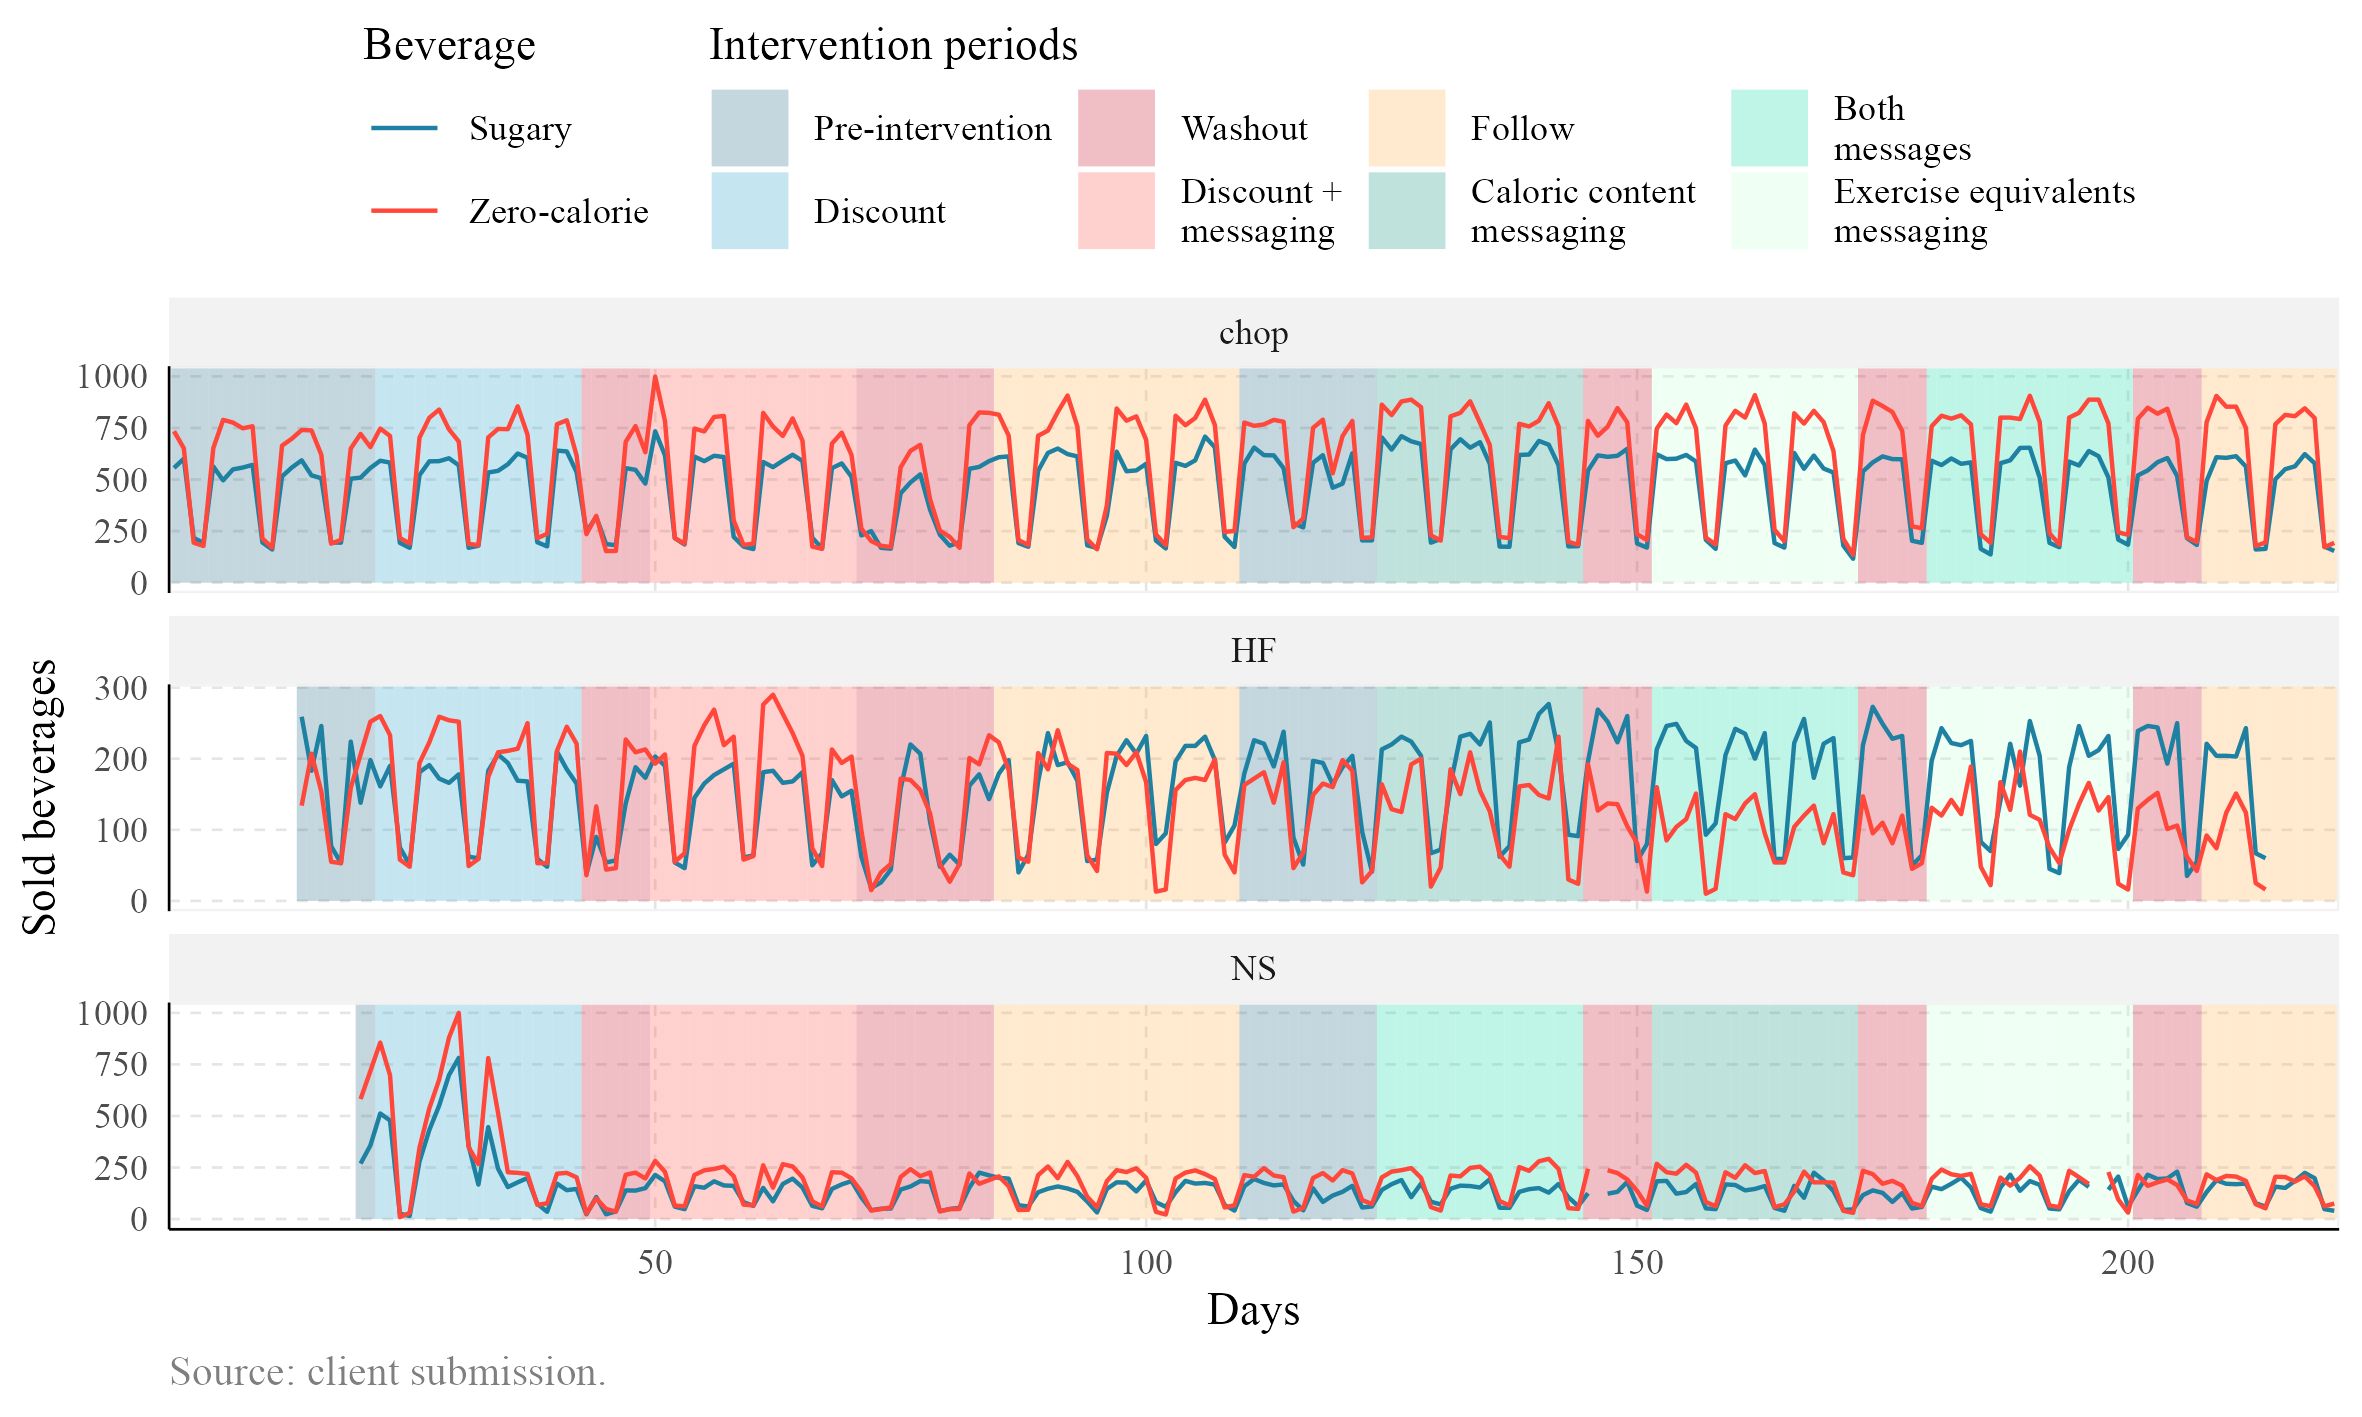 Beverage
Intervention periods
Sugary
Pre-intervention
Washout
Follow
Both
messages
Zero-calorie
Discount
Discount +
messaging
Caloric content
messaging
Exercise equivalents
messaging
chop
1000
750
500
250
0
HF
300
200
100
0
NS
1000
750
500
250
0
Sold beverages
50
100
150
200
Days
Source: client submission.